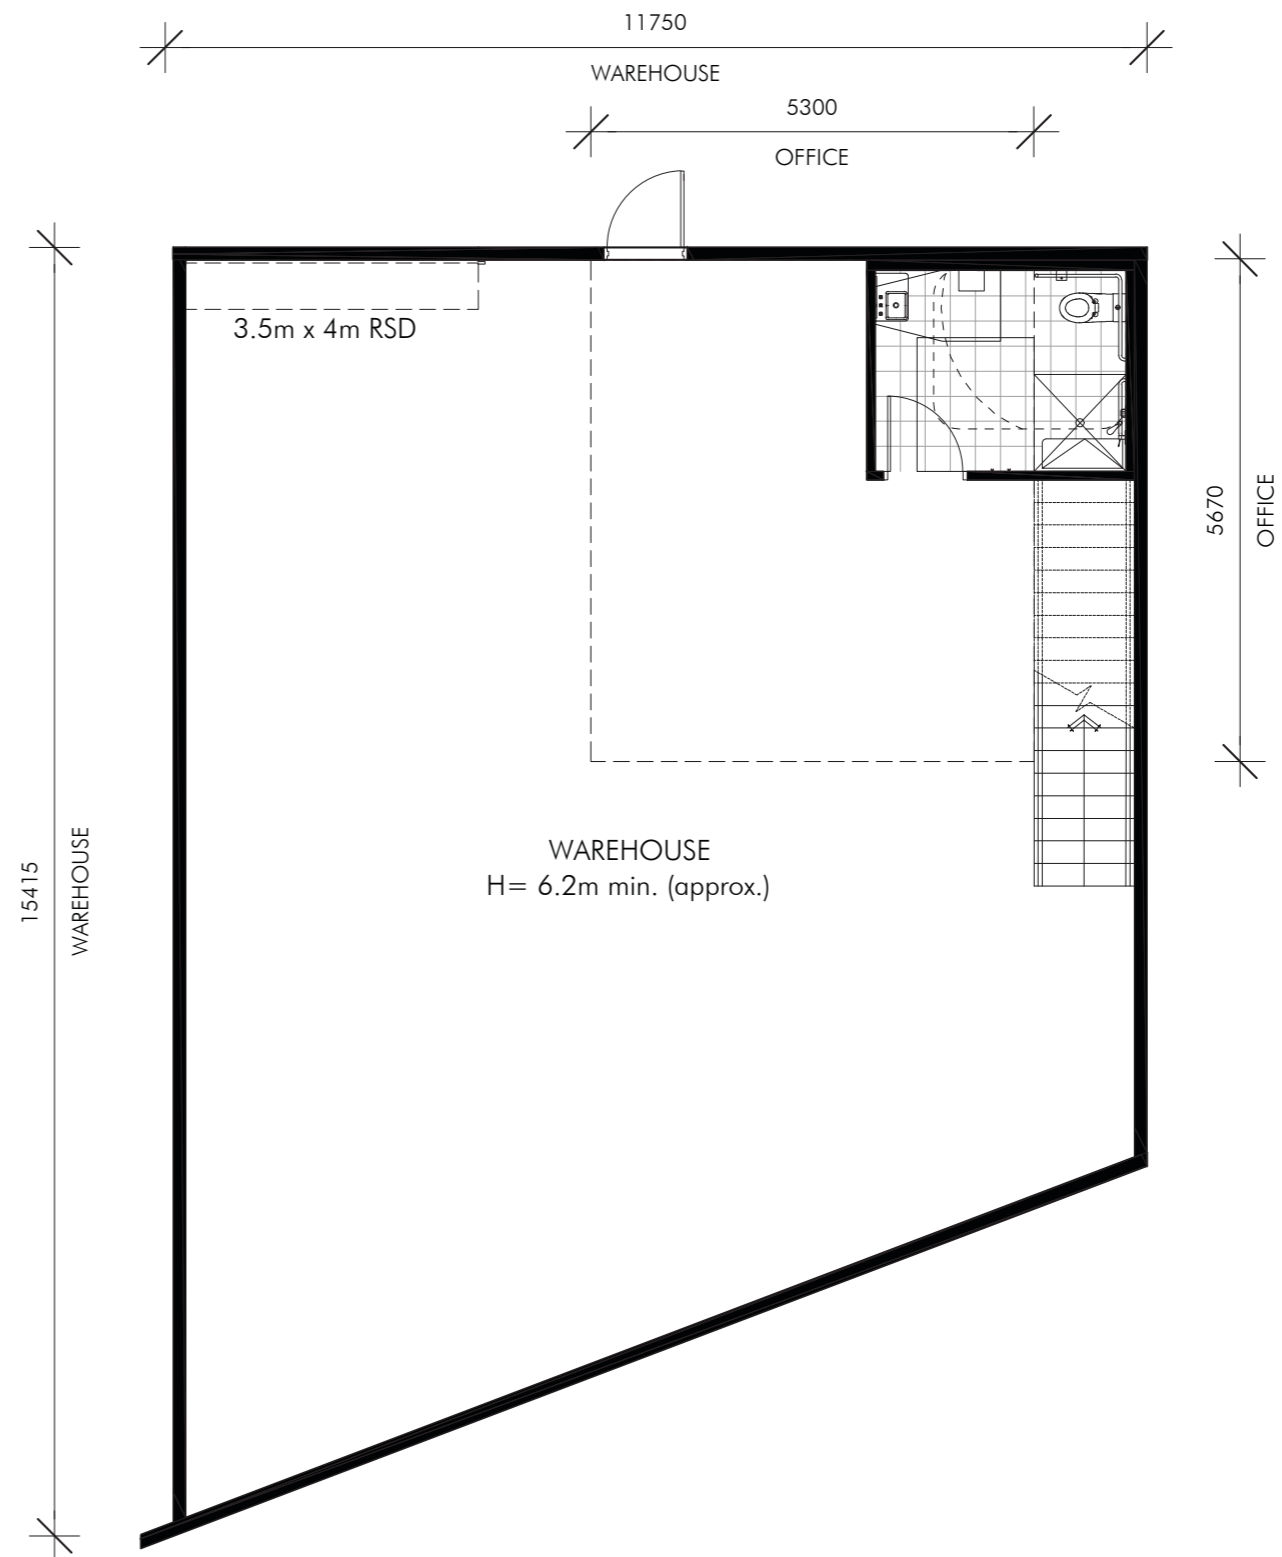 11750
WAREHOUSE
5300
OFFICE
3.5m x 4m RSD
5670
OFFICE
WAREHOUSE
H= 6.2m min. (approx.)
15415
WAREHOUSE